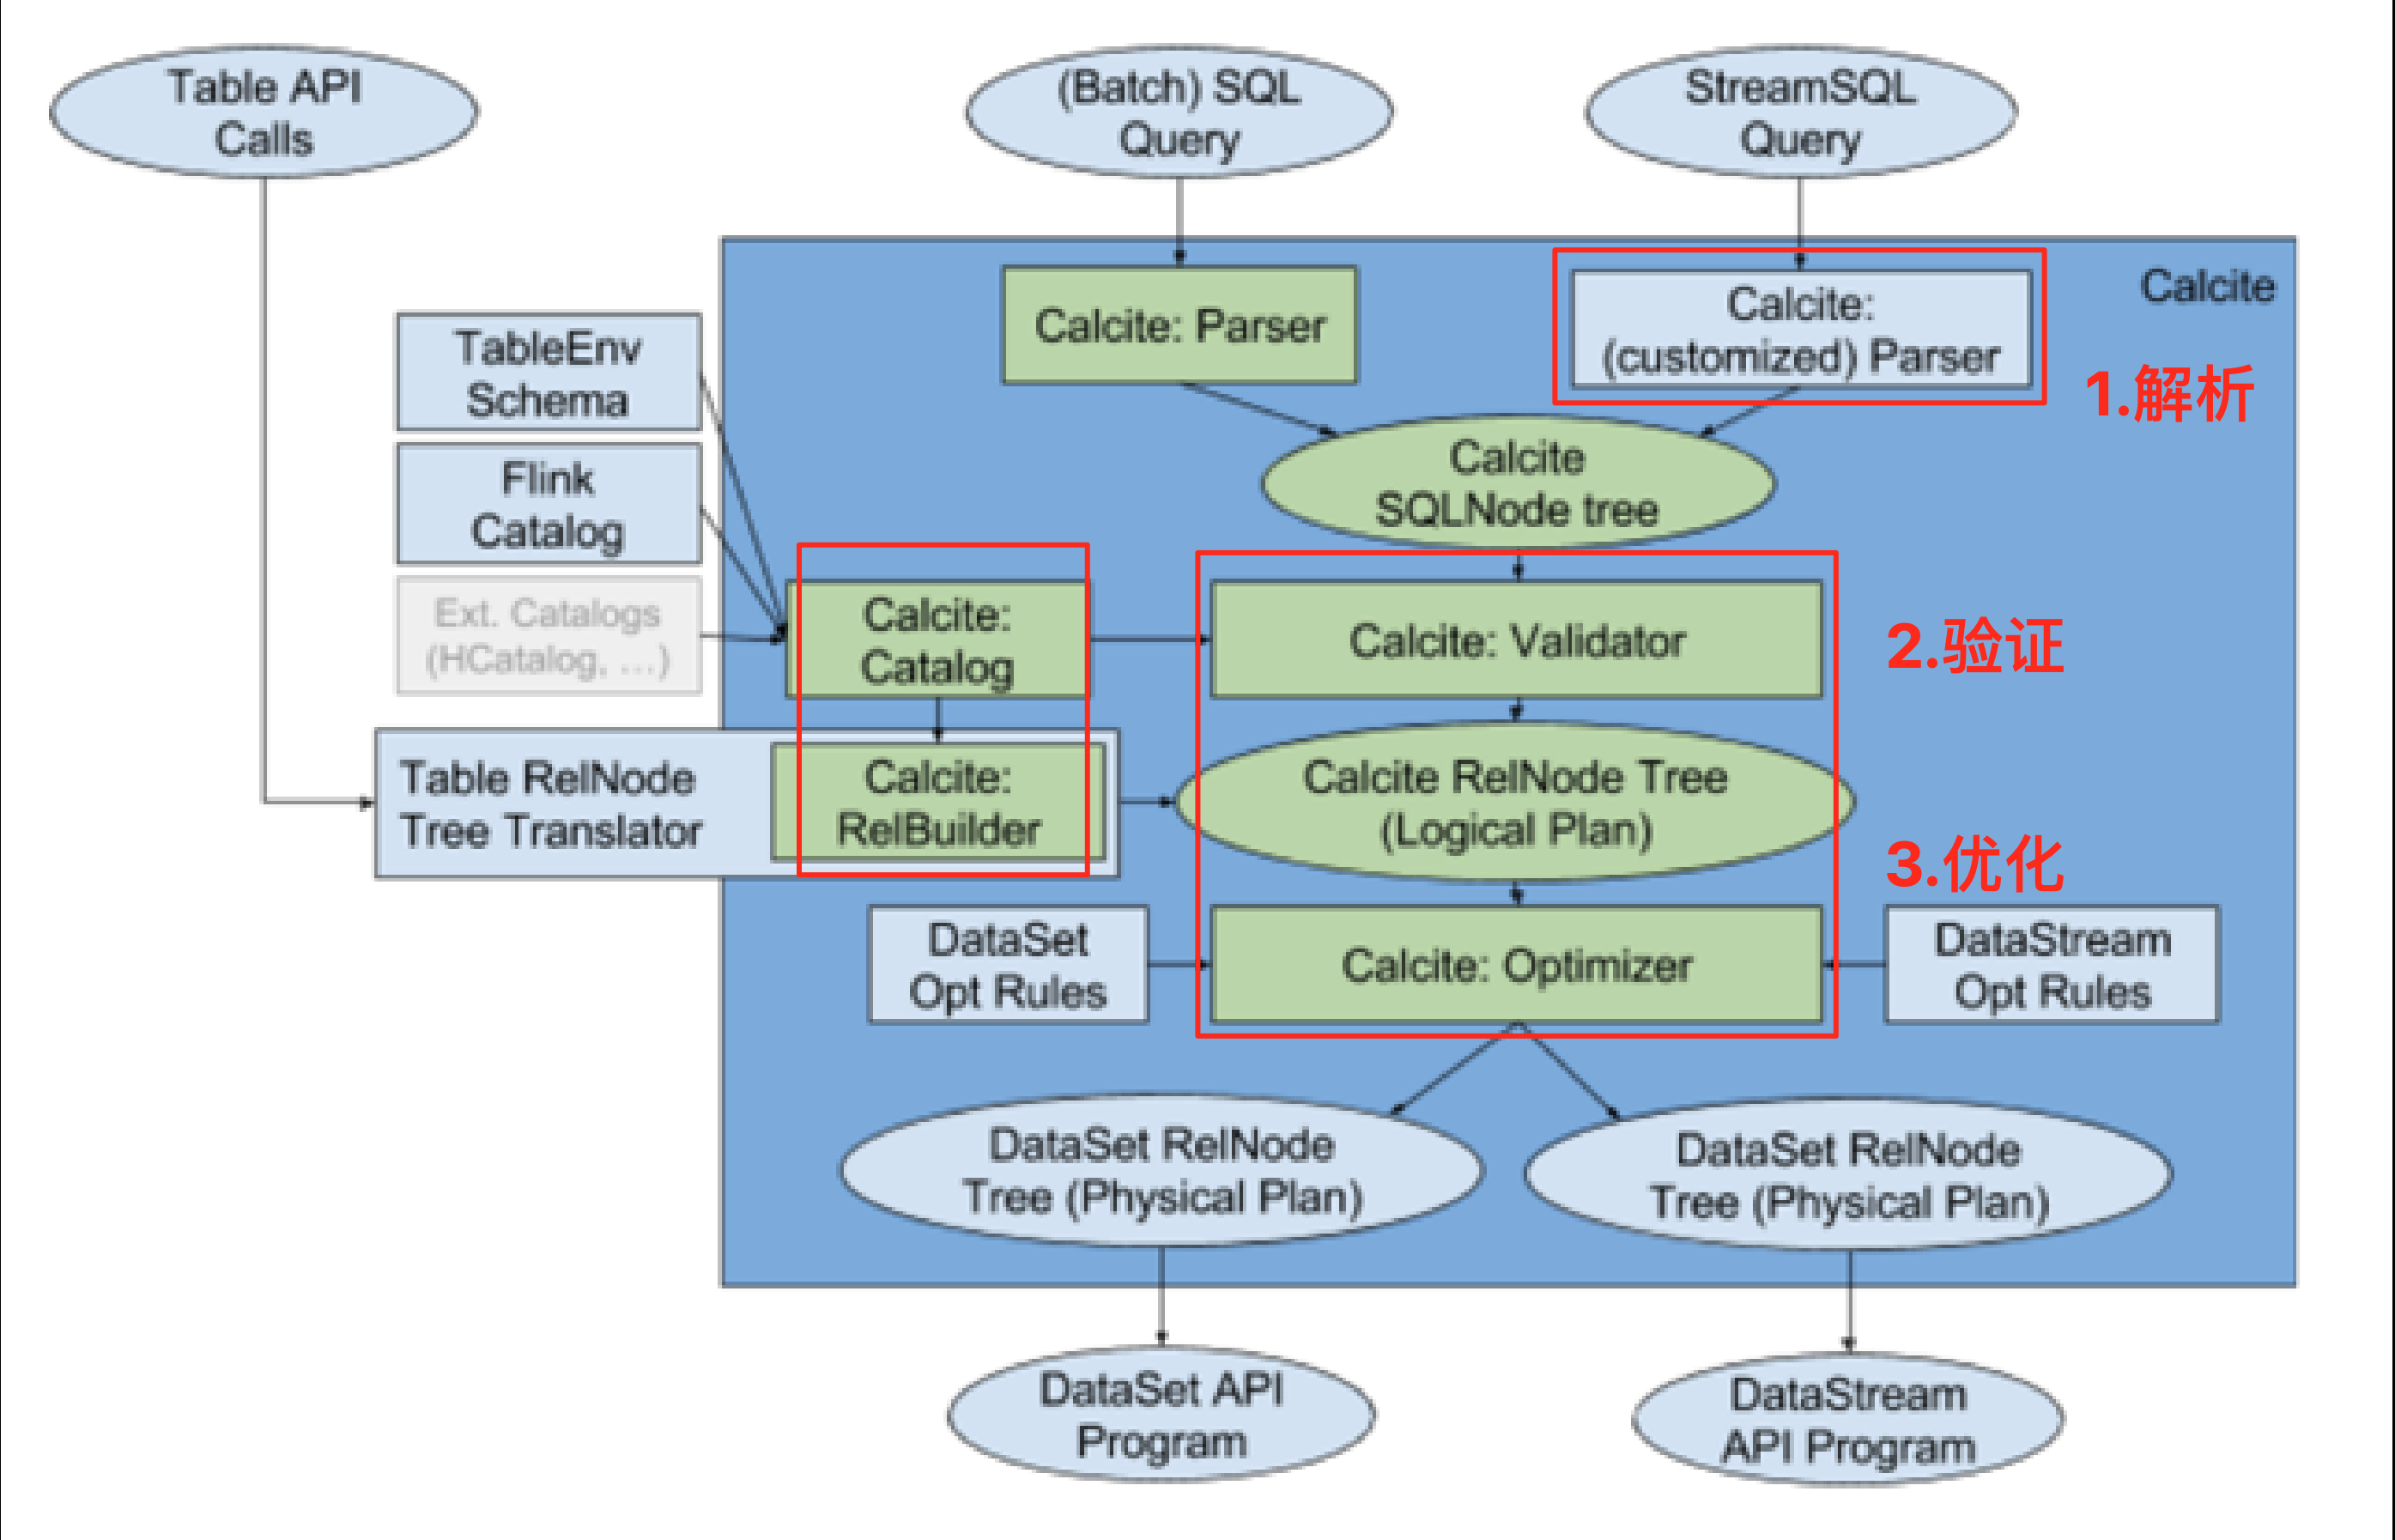 Table API
Calls
(Batch) SQL
Query
StreamSQL
Query
Calcite
Calcite: Parser
Calcite:
(customized) Parser
1.解析
TableEnv
Schema
Flink
Catalog
Ext. Catalogs
(HCatalog, ...)
Calcite
SQLNode tree
Calcite:
Catalog
Calcite: Validator
2.验证
Table RelNode
Tree Translator
Calcite:
RelBuilder
Calcite RelNode Tree
(Logical Plan)
3.优化
DataSet
Opt Rules
Calcite: Optimizer
DataStream
Opt Rules
DataSet RelNode
Tree (Physical Plan)
DataSet RelNode
Tree (Physical Plan)
DataSet API
Program
DataStream
API Program